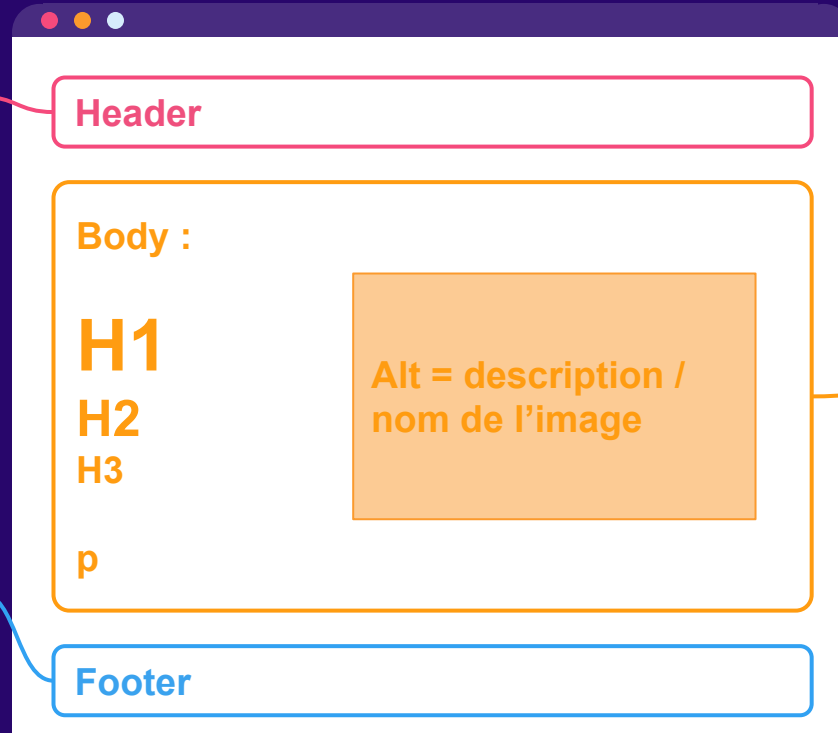 Header
Body :
H1
H2
H3
p
Alt = description /
nom de l’image
Footer